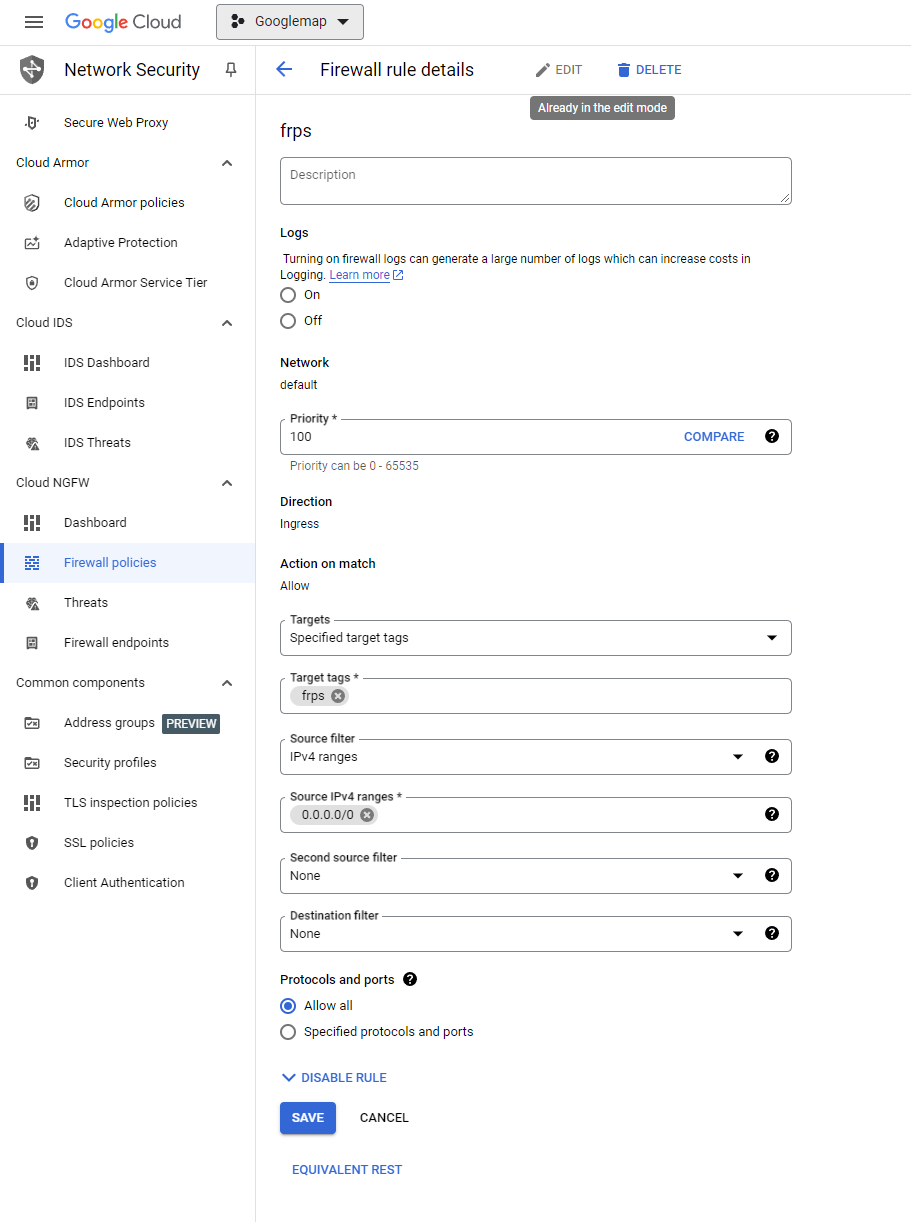 Google Cloud
Googlemap
Network Security
Firewall rule details
EDIT
DELETE
Already in the edit mode
Secure Web Proxy
Cloud Armor
Cloud Armor policies
Adaptive Protection
Cloud Armor Service Tier
Cloud IDS
IDS Dashboard
IDS Endpoints
IDS Threats
Cloud NGFW
Dashboard
Firewall policies
Threats
Firewall endpoints
Common components
Address groups PREVIEW
Security profiles
TLS inspection policies
SSL policies
Client Authentication
frps
Description
Logs
Turning on firewall logs can generate a large number of logs which can increase costs in
Logging. Learn more
On
Off
Network
default
Priority *
100
COMPARE
Priority can be 0 - 65535
Direction
Ingress
Action on match
Allow
Targets
Specified target tags
Target tags *
frps
Source filter
IPv4 ranges
Source IPv4 ranges *
0.0.0.0/0
Second source filter
None
Destination filter
None
Protocols and ports
Allow all
Specified protocols and ports
DISABLE RULE
SAVE
CANCEL
EQUIVALENT REST